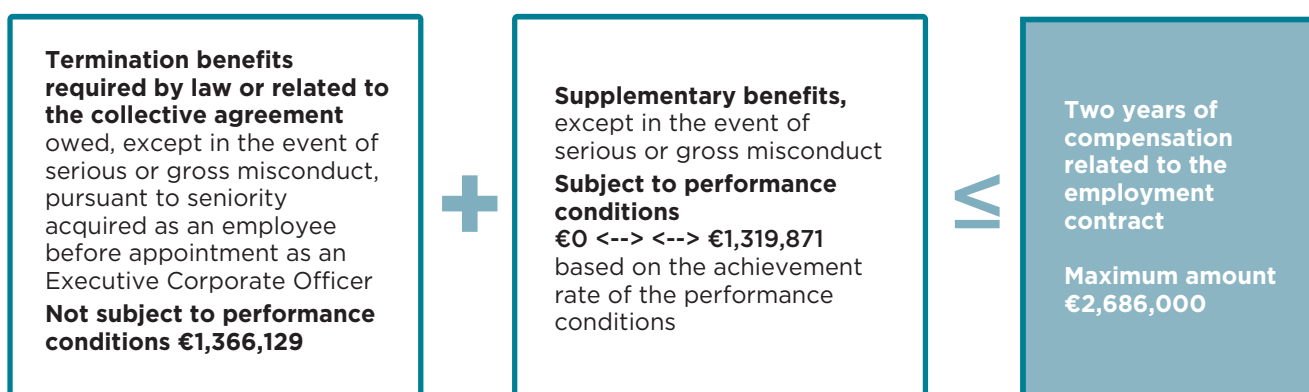 Termination benefits
required by law or related to
the collective agreement
owed, except in the event of
serious or gross misconduct,
pursuant to seniority
acquired as an employee
before appointment as an
Executive Corporate Officer
Not subject to performance
conditions €1,366,129
+
Supplementary benefits,
except in the event of
serious or gross misconduct
Subject to performance
conditions
€0 <--> <--> €1,319,871
based on the achievement
rate of the performance
conditions
≤
Two years of
compensation
related to the
employment
contract
Maximum amount
€2,686,000